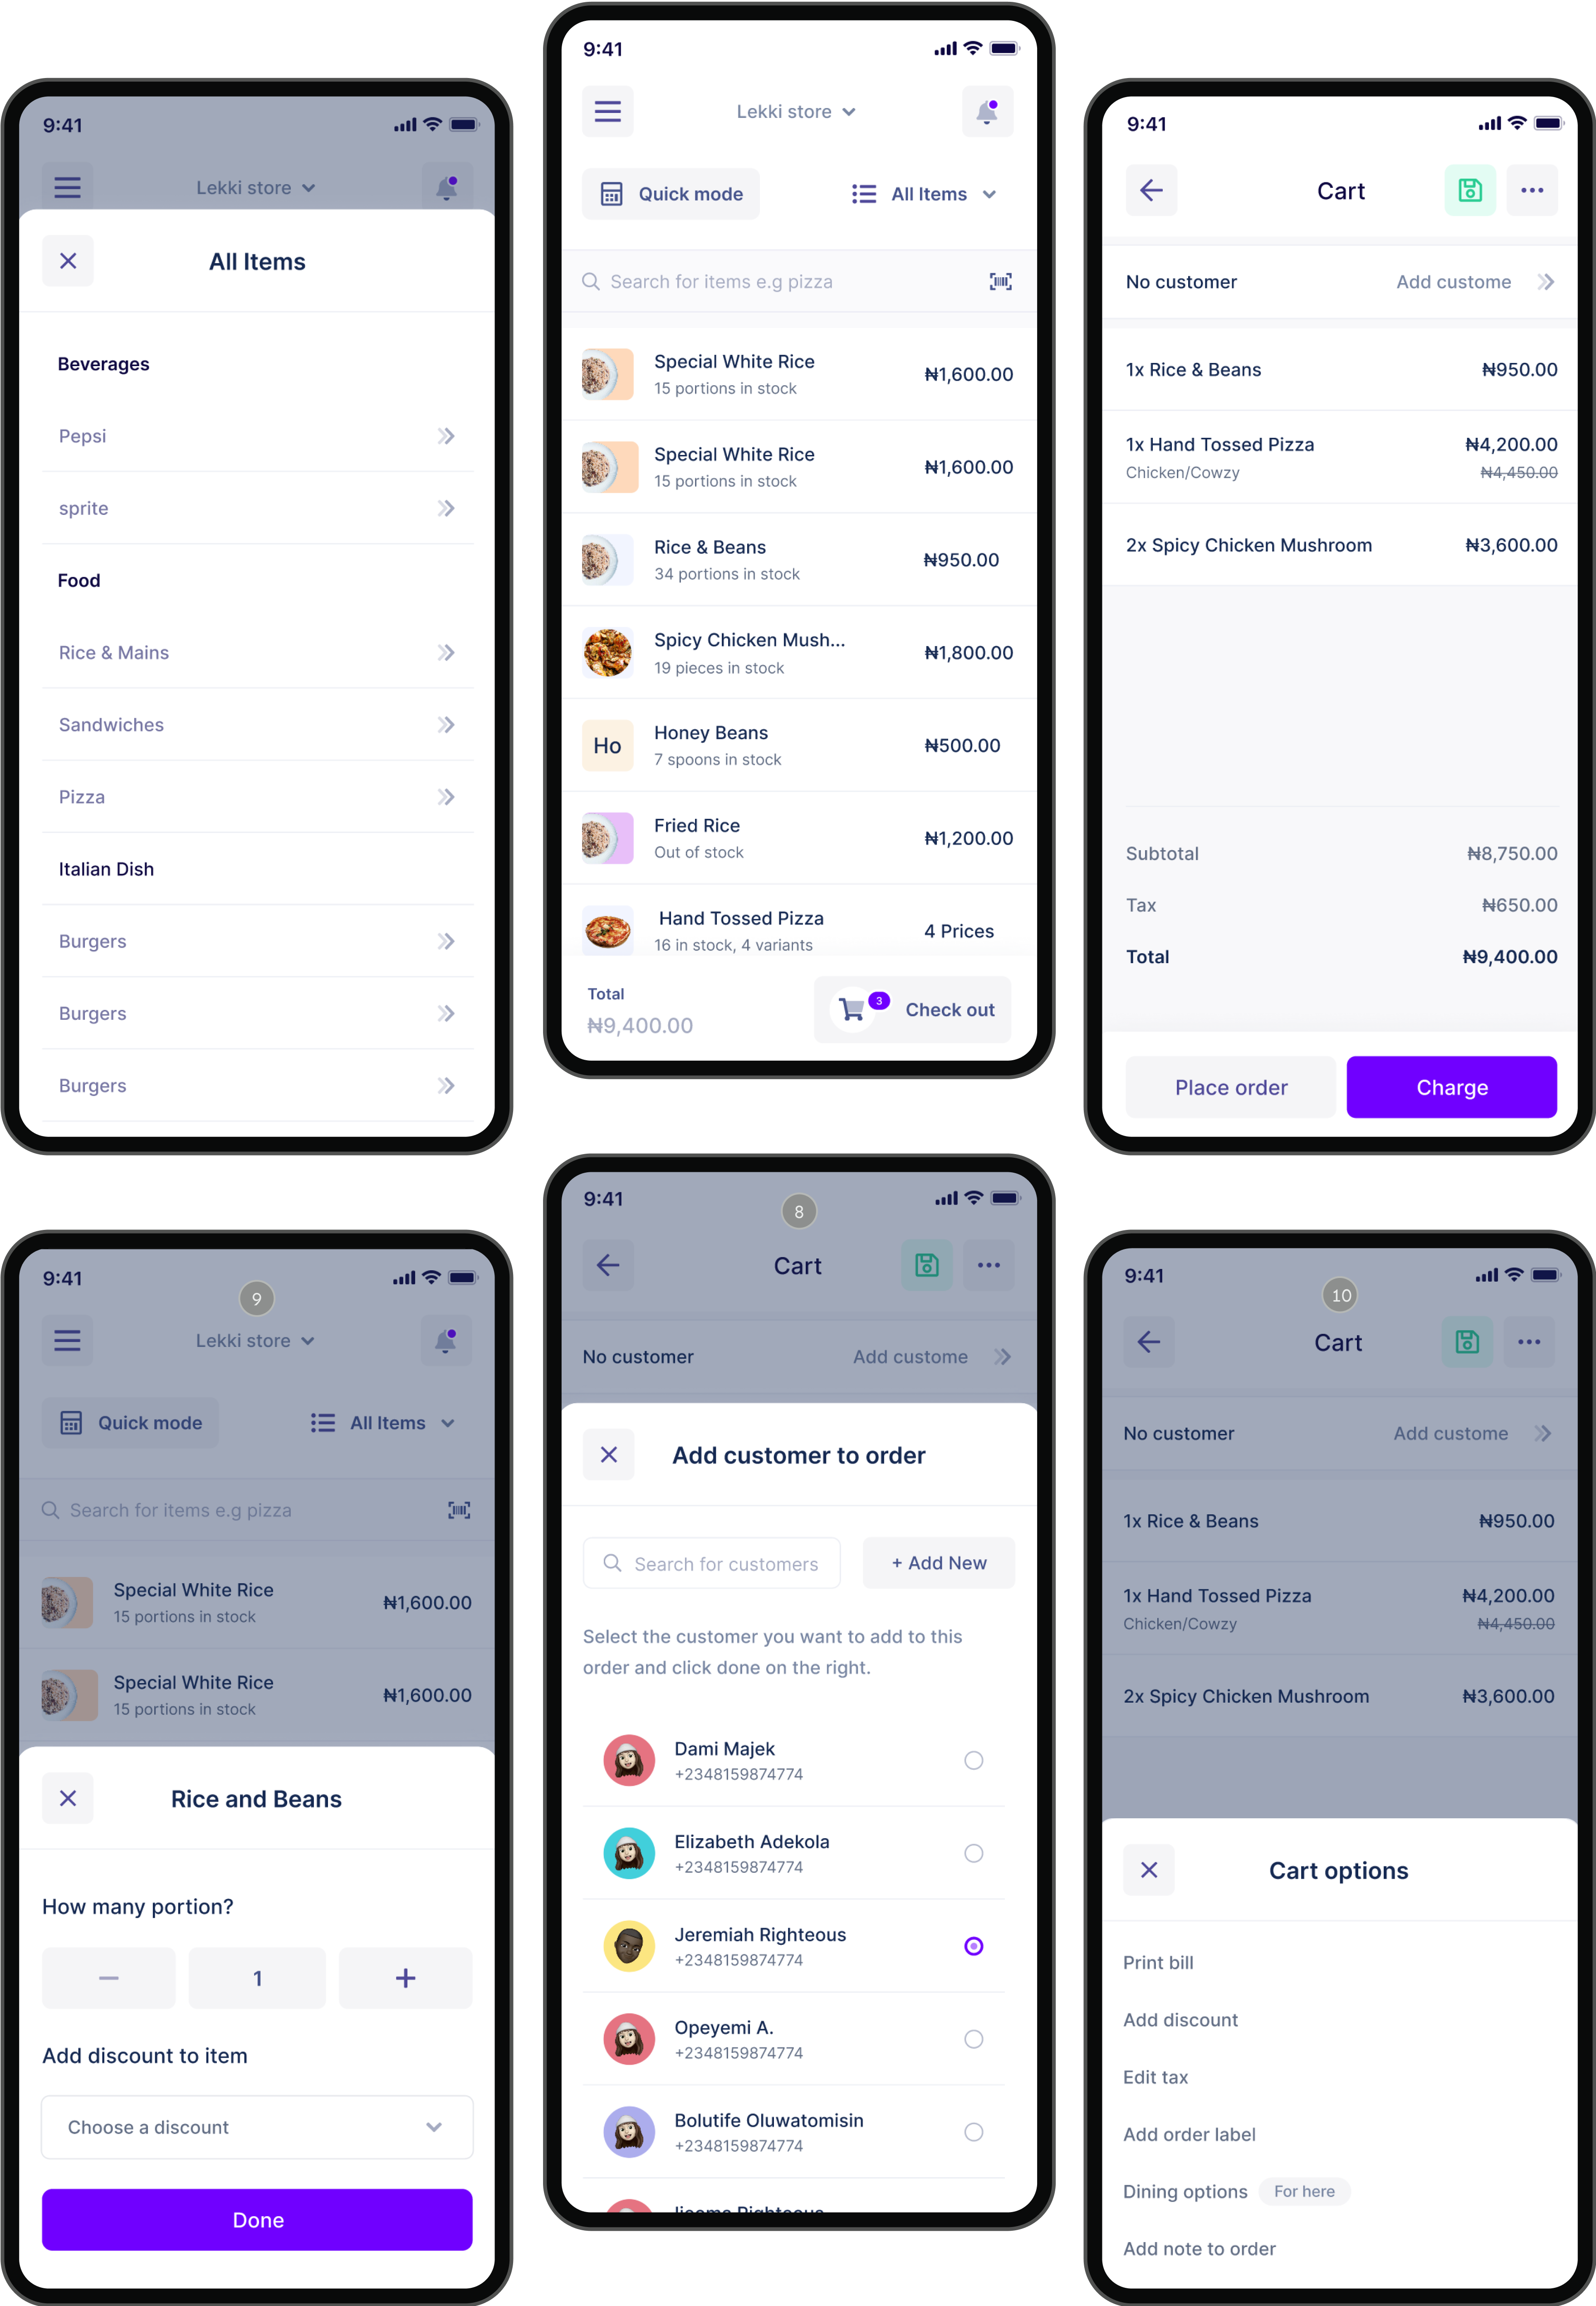 9:41
Lekki store
All Items
Beverages
Pepsi
sprite
Food
Rice & Mains
Sandwiches
Pizza
Italian Dish
Burgers
Burgers
Burgers
9:41
Lekki store
Quick mode
All Items
Search for items e.g pizza
Special White Rice
15 portions in stock
₦1,600.00
Special White Rice
15 portions in stock
₦1,600.00
Rice & Beans
34 portions in stock
₦950.00
Spicy Chicken Mush...
19 pieces in stock
₦1,800.00
Ho
Honey Beans
7 spoons in stock
₦500.00
Fried Rice
Out of stock
₦1,200.00
Hand Tossed Pizza
16 in stock, 4 variants
4 Prices
Total
₦9,400.00
3
Check out
9:41
Cart
No customer
Add custome
1x Rice & Beans
₦950.00
1x Hand Tossed Pizza
₦4,200.00
Chicken/Cowzy
₦4,450.00
2x Spicy Chicken Mushroom
₦3,600.00
Subtotal
₦8,750.00
Tax
₦650.00
Total
₦9,400.00
Place order
Charge
9:41
9
Lekki store
Quick mode
All Items
Search for items e.g pizza
Special White Rice
15 portions in stock
₦1,600.00
Special White Rice
15 portions in stock
₦1,600.00
Rice and Beans
How many portion?
1
Add discount to item
Choose a discount
Done
9:41
8
Cart
No customer
Add custome
Add customer to order
Search for customers
+ Add New
Select the customer you want to add to this
order and click done on the right.
Dami Majek
+2348159874774
Elizabeth Adekola
+2348159874774
Jeremiah Righteous
+2348159874774
Opeyemi A.
+2348159874774
Bolutife Oluwatomisin
+2348159874774
9:41
10
Cart
No customer
Add custome
1x Rice & Beans
₦950.00
1x Hand Tossed Pizza
₦4,200.00
Chicken/Cowzy
₦4,450.00
2x Spicy Chicken Mushroom
₦3,600.00
Cart options
Print bill
Add discount
Edit tax
Add order label
Dining options
For here
Add note to order